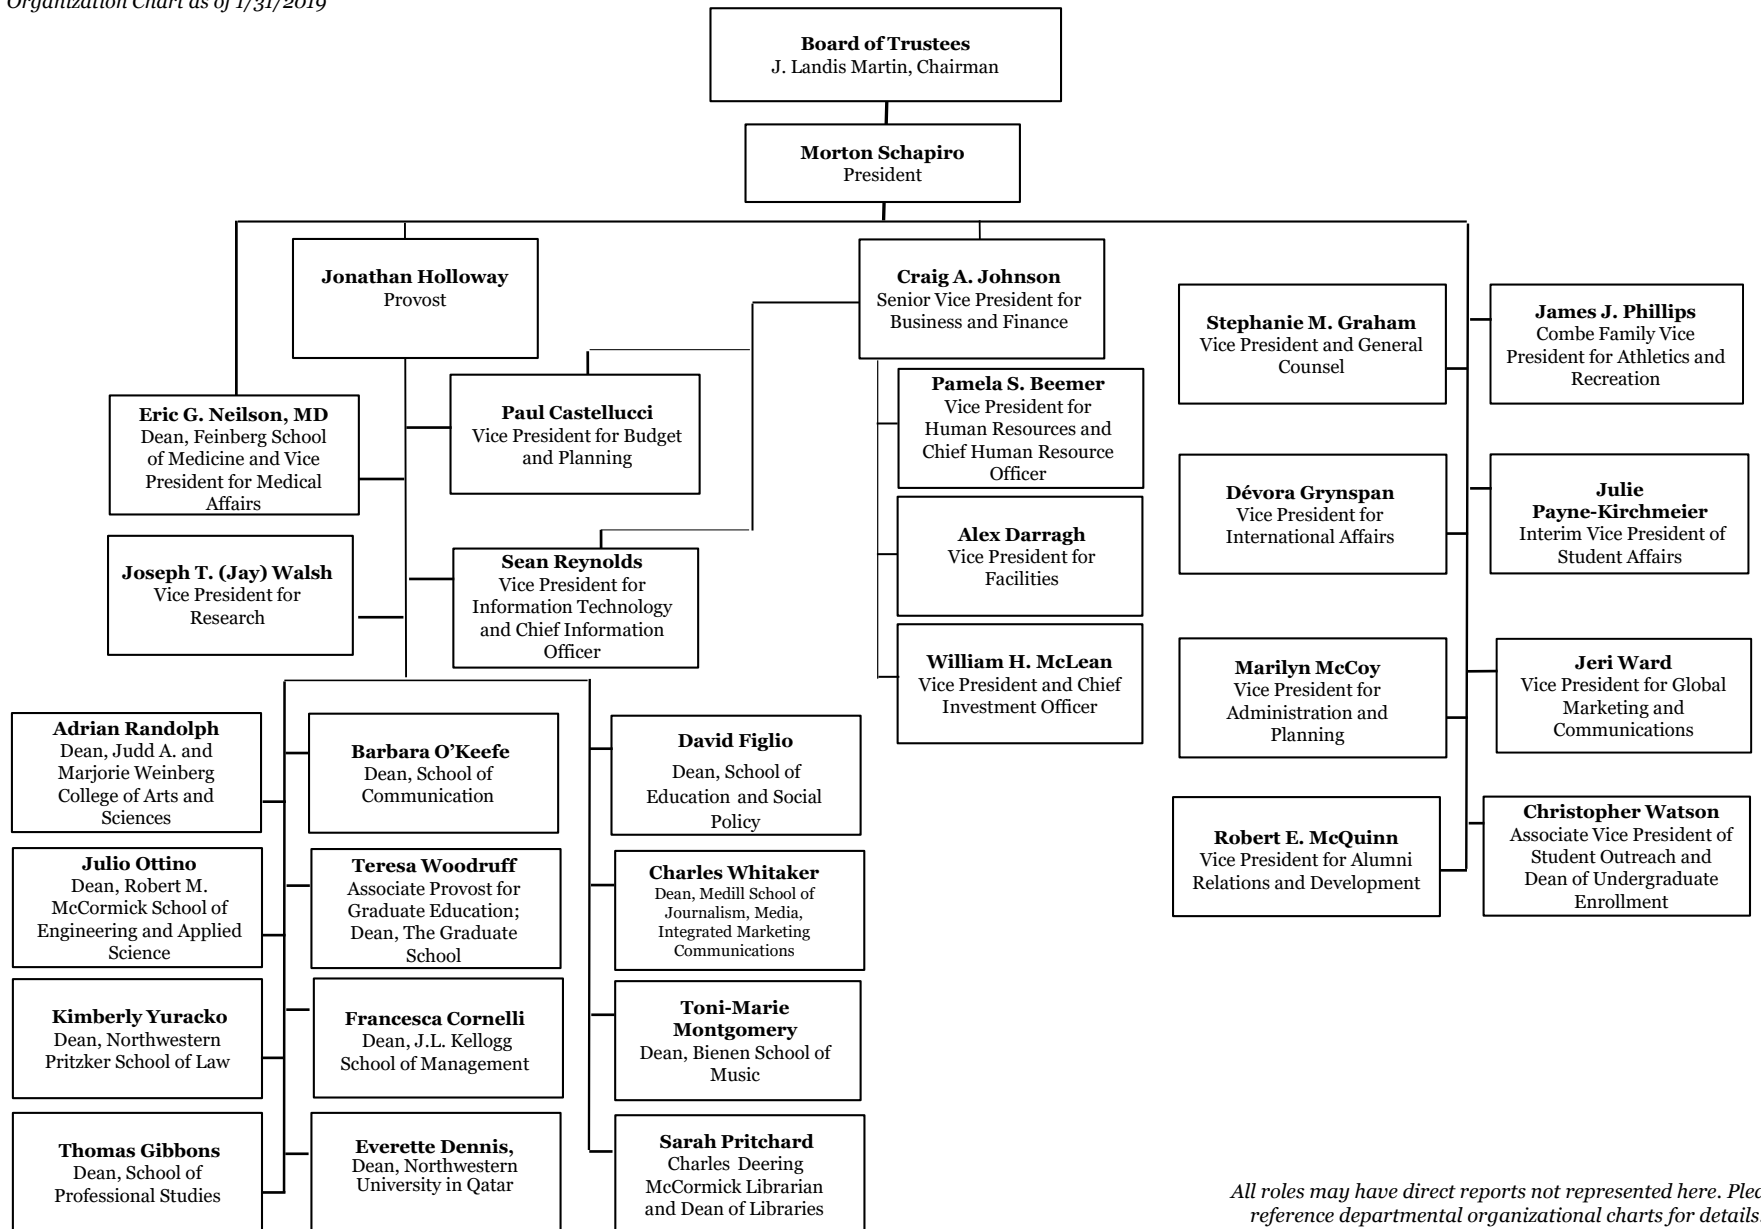 Organization Chart as of 1/31/2019
Board of Trustees
J. Landis Martin, Chairman
Morton Schapiro
President
Jonathan Holloway
Provost
Craig A. Johnson
Senior Vice President for
Business and Finance
Stephanie M. Graham
Vice President and General
Counsel
James J. Phillips
Combe Family Vice
President for Athletics and
Recreation
Eric G. Neilson, MD
Dean, Feinberg School
of Medicine and Vice
President for Medical
Affairs
Paul Castellucci
Vice President for Budget
and Planning
Pamela S. Beemer
Vice President for
Human Resources and
Chief Human Resource
Officer
Dévora Grynspan
Vice President for
International Affairs
Julie
Payne-Kirchmeier
Interim Vice President of
Student Affairs
Joseph T. (Jay) Walsh
Vice President for
Research
Sean Reynolds
Vice President for
Information Technology
and Chief Information
Officer
Alex Darragh
Vice President for
Facilities
William H. McLean
Vice President and Chief
Investment Officer
Marilyn McCoy
Vice President for
Administration and
Planning
Jeri Ward
Vice President for Global
Marketing and
Communications
Adrian Randolph
Dean, Judd A. and
Marjorie Weinberg
College of Arts and
Sciences
Barbara O’Keefe
Dean, School of
Communication
David Figlio
Dean, School of
Education and Social
Policy
Robert E. McQuinn
Vice President for Alumni
Relations and Development
Christopher Watson
Associate Vice President of
Student Outreach and
Dean of Undergraduate
Enrollment
Julio Ottino
Dean, Robert M.
McCormick School of
Engineering and Applied
Science
Teresa Woodruff
Associate Provost for
Graduate Education;
Dean, The Graduate
School
Charles Whitaker
Dean, Medill School of
Journalism, Media,
Integrated Marketing
Communications
Kimberly Yuracko
Dean, Northwestern
Pritzker School of Law
Francesca Cornelli
Dean, J.L. Kellogg
School of Management
Toni-Marie
Montgomery
Dean, Bienen School of
Music
Thomas Gibbons
Dean, School of
Professional Studies
Everette Dennis,
Dean, Northwestern
University in Qatar
Sarah Pritchard
Charles Deering
McCormick Librarian
and Dean of Libraries
All roles may have direct reports not represented here.
reference departmental organizational charts for details